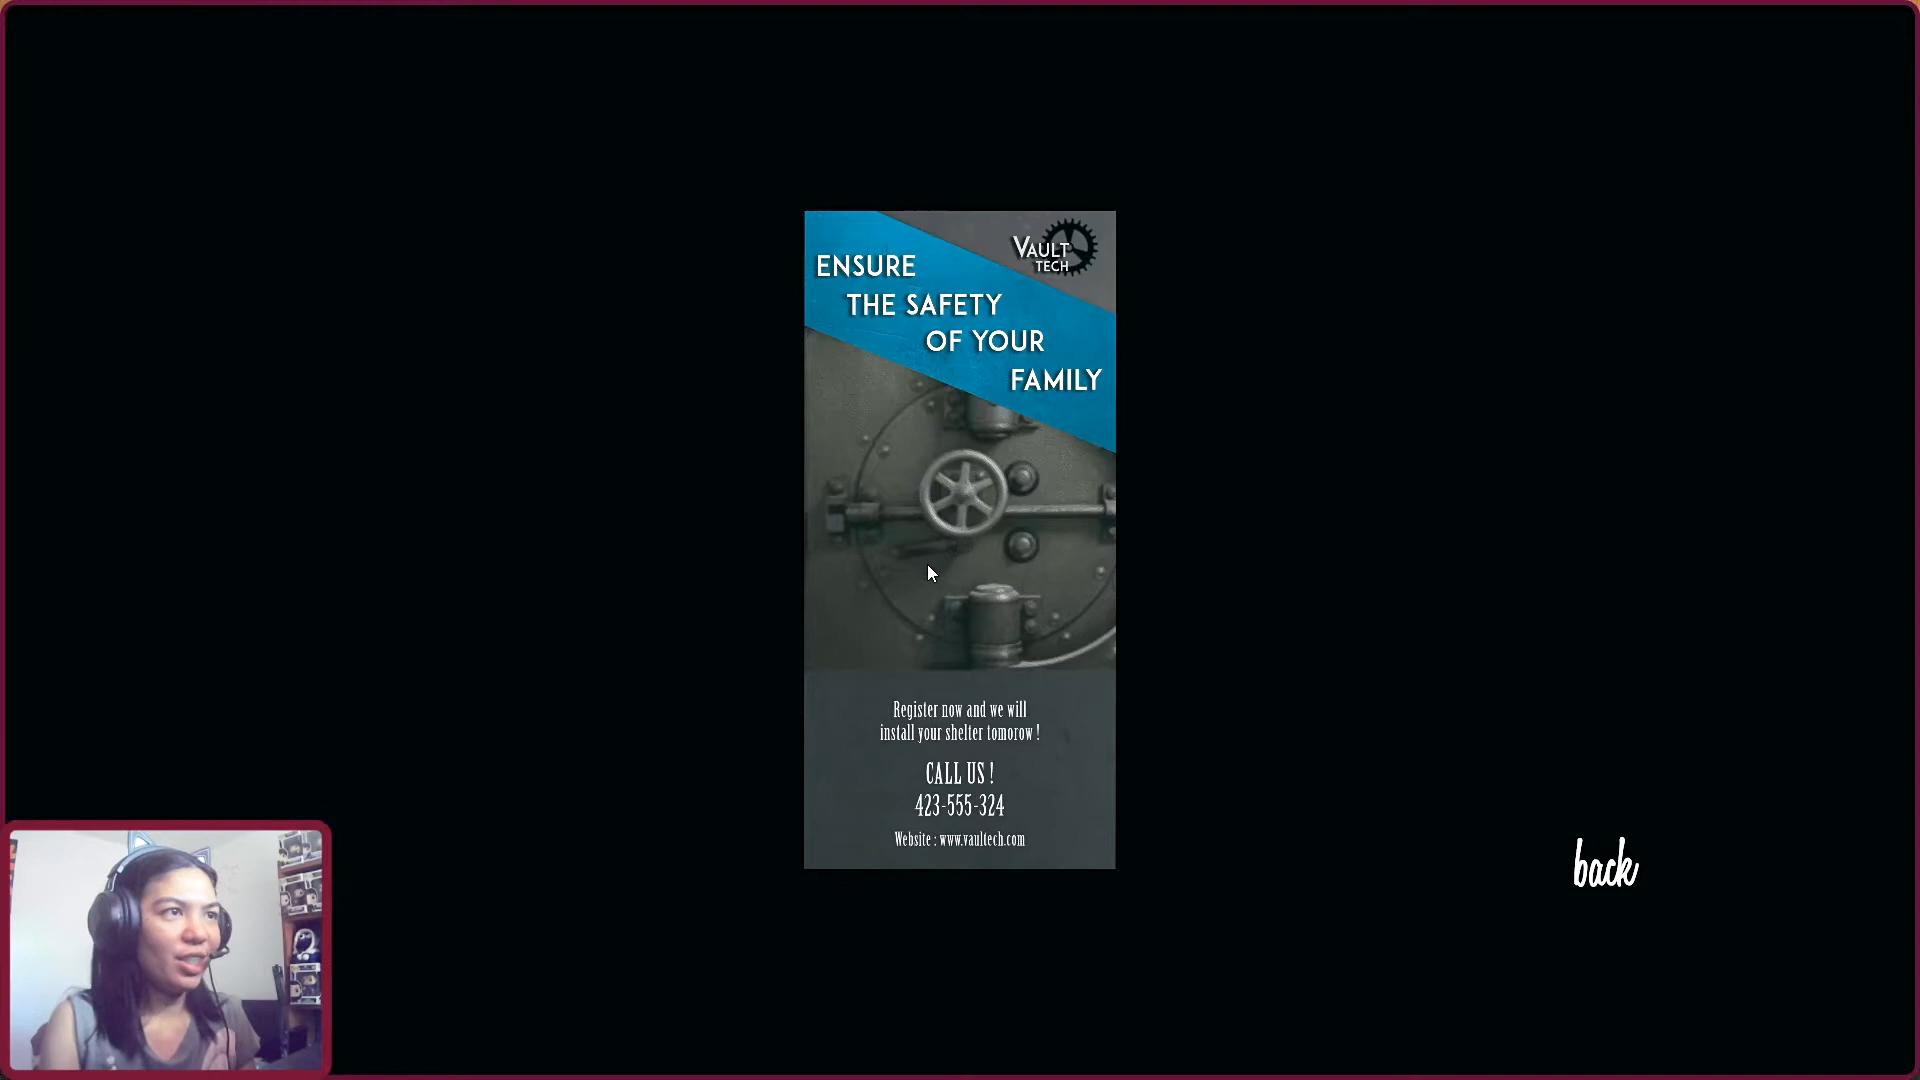 VAULT
TECH
ENSURE
THE SAFETY
OF YOUR
FAMILY
Register now and we will
install your shelter tomorow !
CALL US !
423-555-324
Website : www.vaultech.com
back